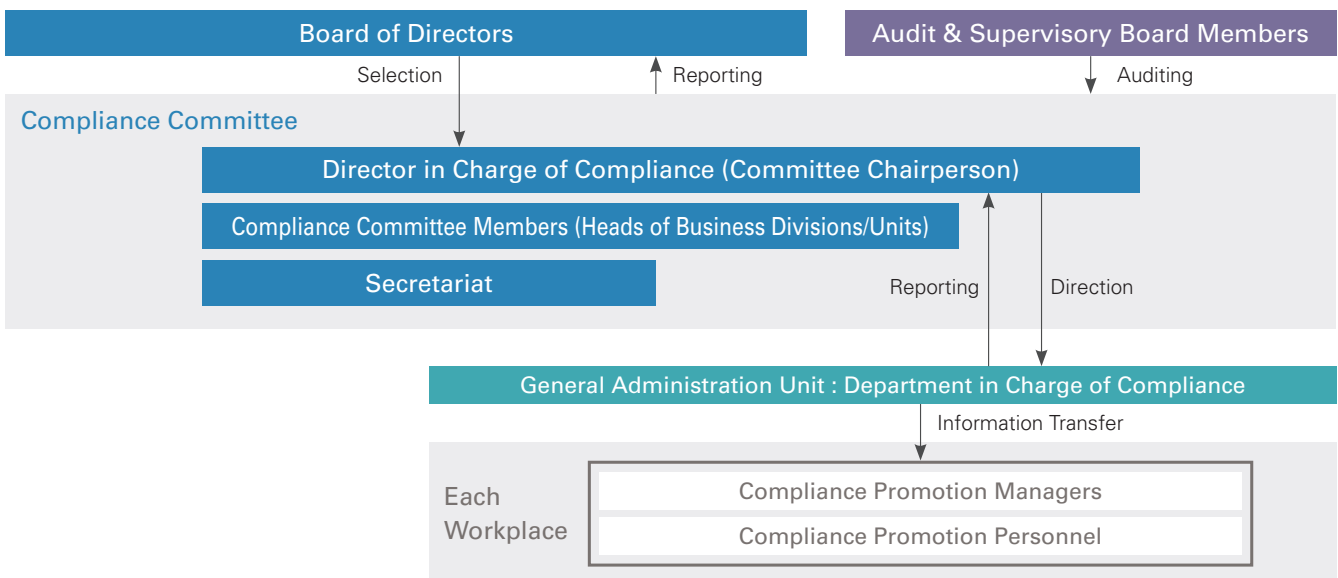 Board of Directors
Audit & Supervisory Board Members
Selection
Reporting
Auditing
Compliance Committee
Director in Charge of Compliance (Committee Chairperson)
Compliance Committee Members (Heads of Business Divisions/Units)
Secretariat
Reporting
Direction
General Administration Unit : Department in Charge of Compliance
Information Transfer
Each
Workplace
Compliance Promotion Managers
Compliance Promotion Personnel